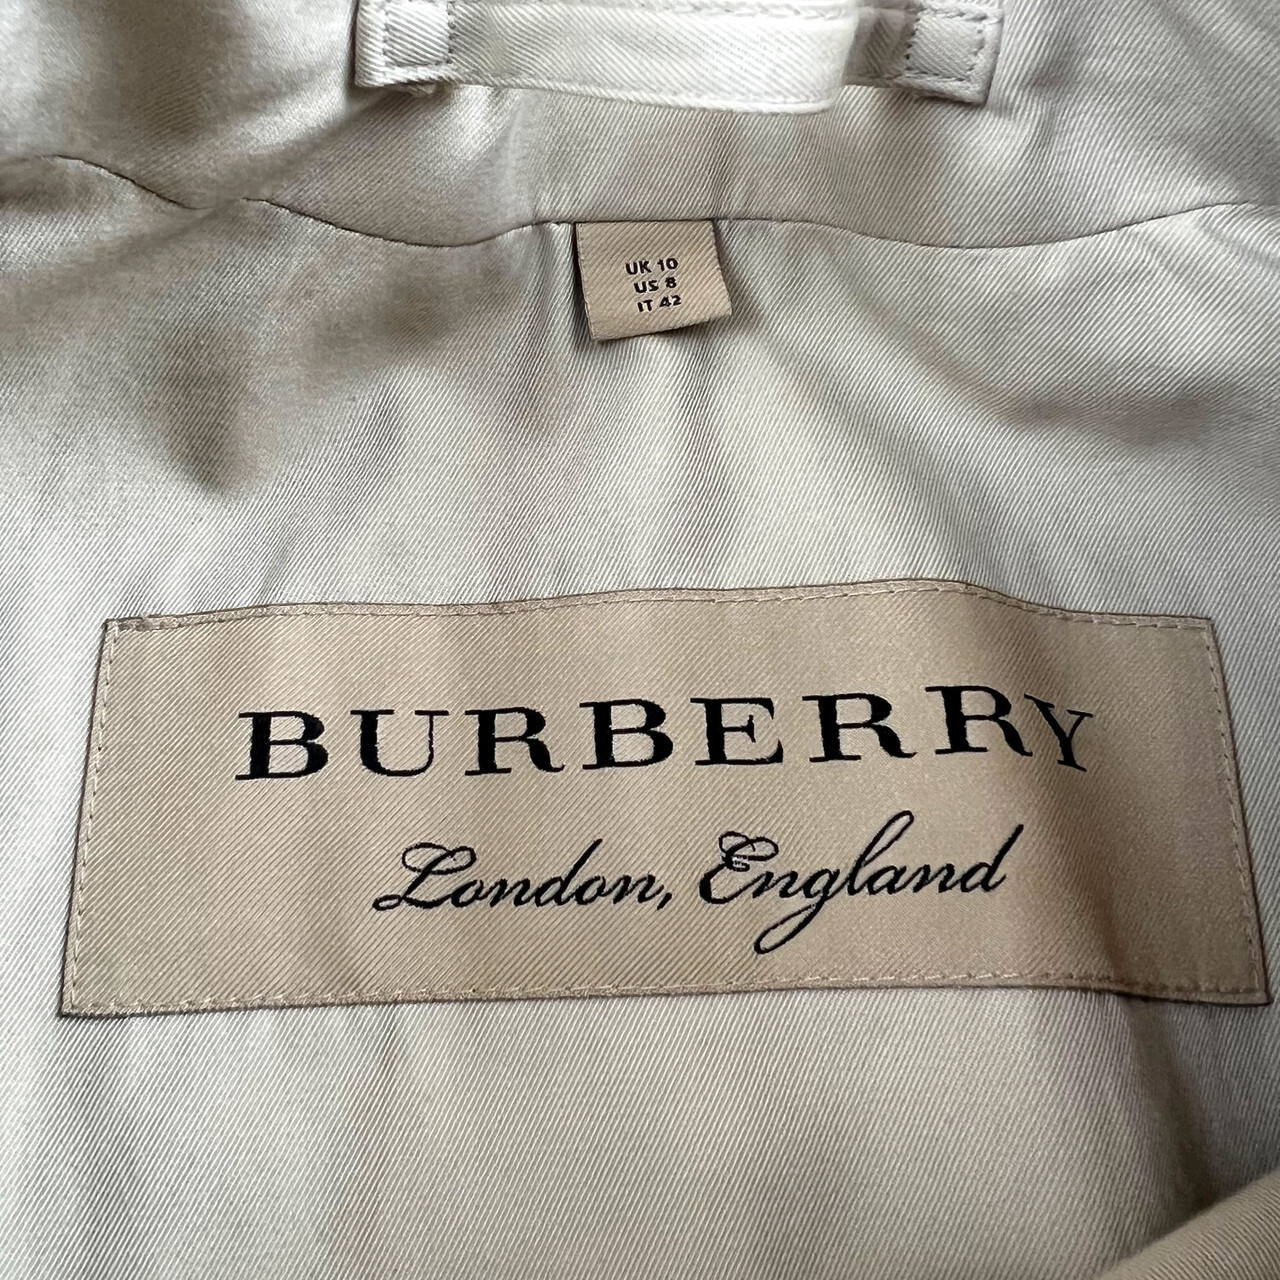 UK 10
US 8
IT 42
BURBERRY
London, England